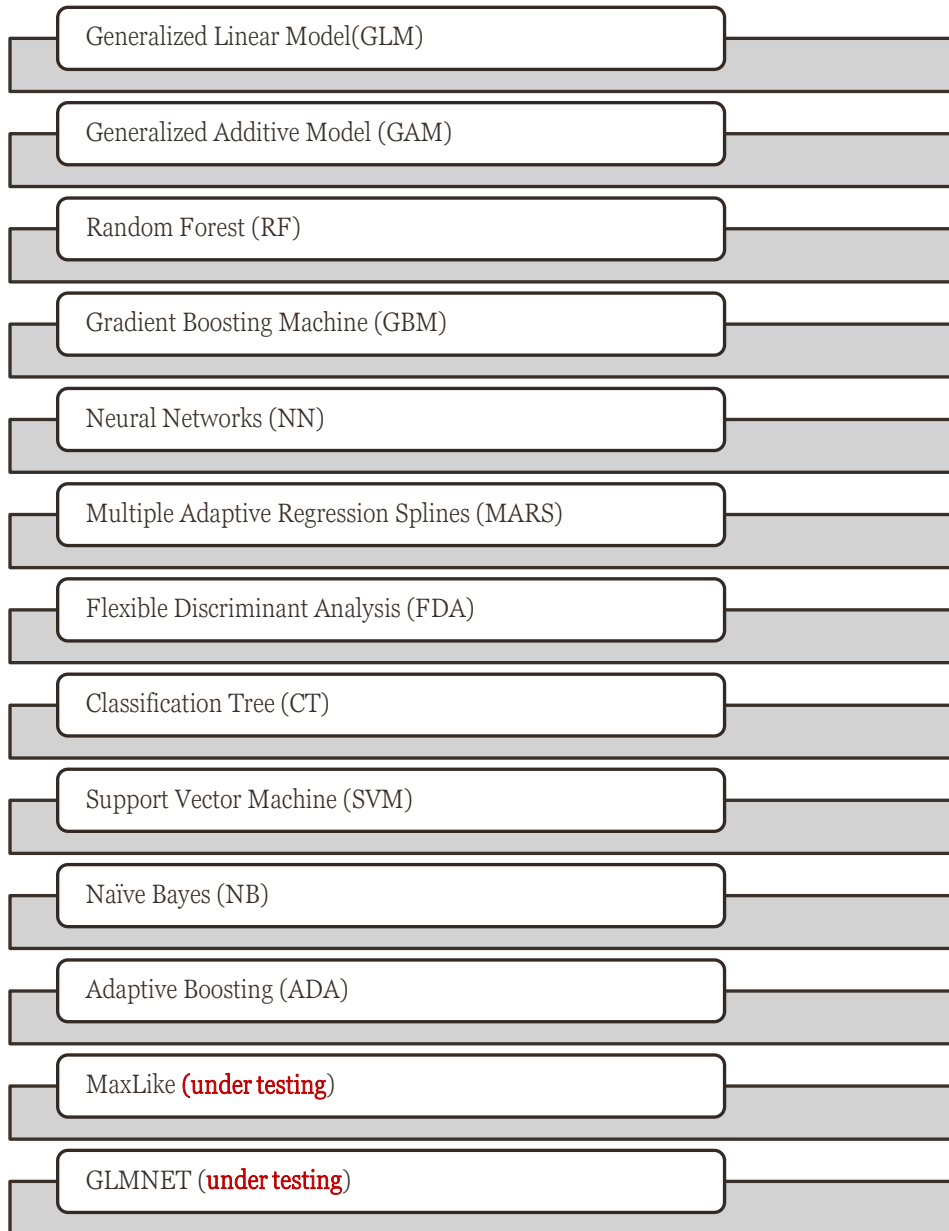 Generalized Linear Model(GLM)
Generalized Additive Model (GAM)
Random Forest (RF)
Gradient Boosting Machine (GBM)
Neural Networks (NN)
Multiple Adaptive Regression Splines (MARS)
Flexible Discriminant Analysis (FDA)
Classification Tree (CT)
Support Vector Machine (SVM)
Naïve Bayes (NB)
Adaptive Boosting (ADA)
MaxLike (under testing)
GLMNET (under testing)